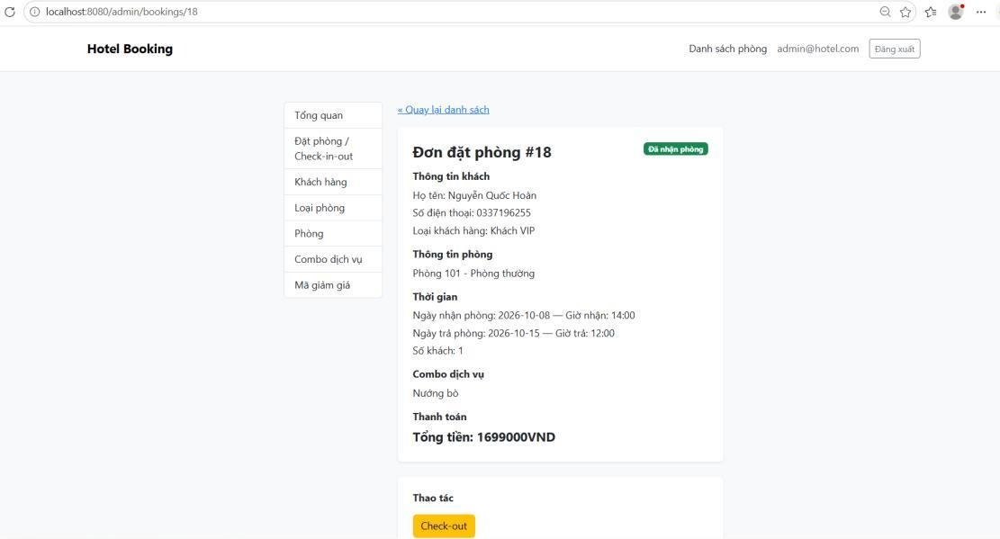 localhost:8080/admin/bookings/18
Hotel Booking
Danh sách phòng admin@hotel.com Đăng xuất
Tổng quan
Đặt phòng /
Check-in-out
Khách hàng
Loại phòng
Phòng
Combo dịch vụ
Mã giảm giá
« Quay lại danh sách
Đơn đặt phòng #18
Đã nhận phòng
Thông tin khách
Họ tên: Nguyễn Quốc Hoàn
Số điện thoại: 0337196255
Loại khách hàng: Khách VIP
Thông tin phòng
Phòng 101 - Phòng thường
Thời gian
Ngày nhận phòng: 2026-10-08 — Giờ nhận: 14:00
Ngày trả phòng: 2026-10-15 — Giờ trả: 12:00
Số khách: 1
Combo dịch vụ
Nướng bò
Thanh toán
Tổng tiền: 1699000VND
Thao tác
Check-out